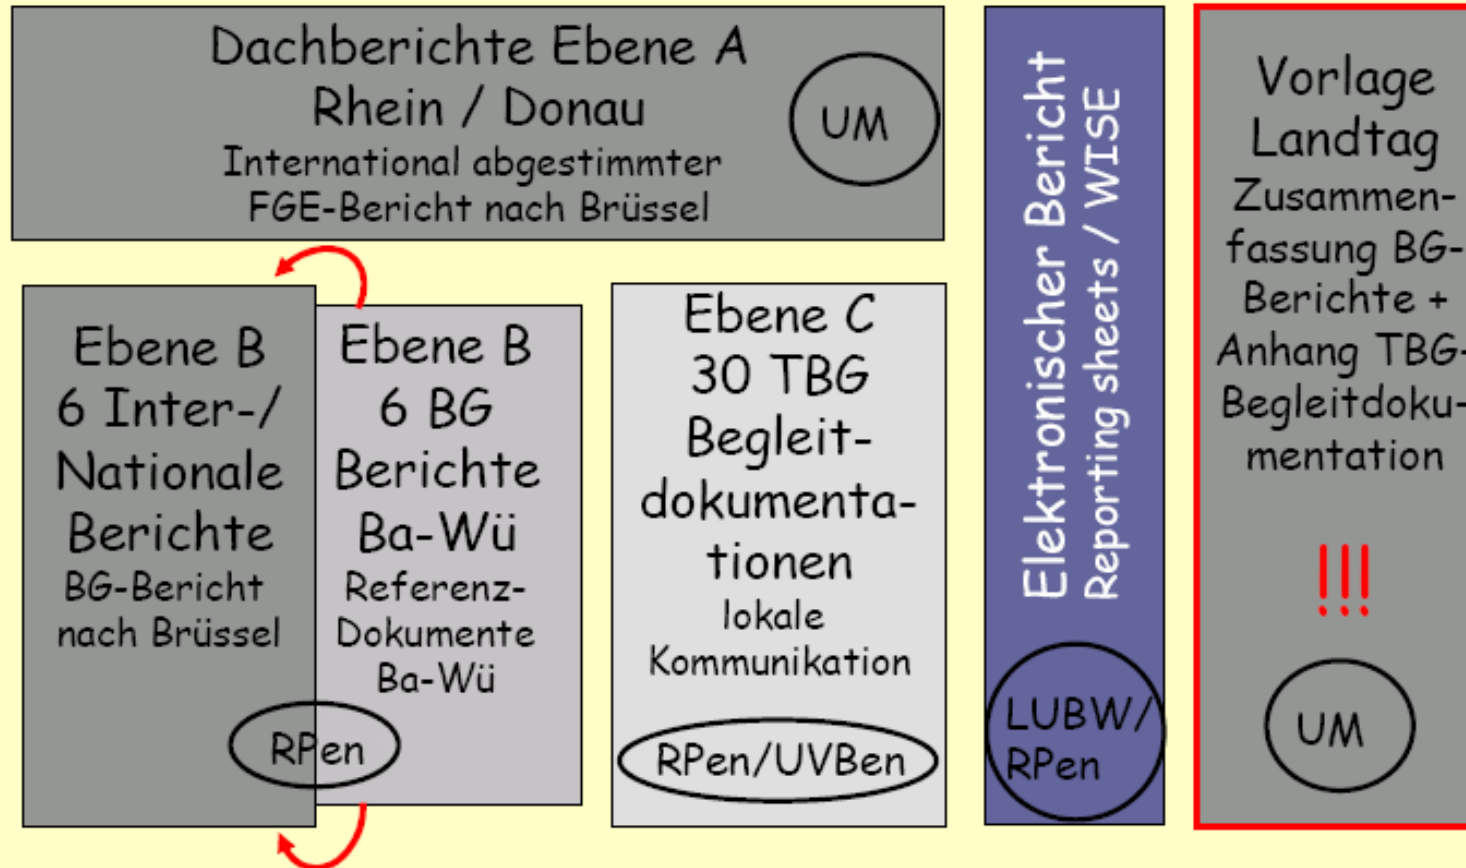 Dachberichte Ebene A
Rhein / Donau
International abgestimmter
FGE-Bericht nach Brüssel
UM
Ebene B
6 Inter-/
Nationale
Berichte
BG-Bericht
nach Brüssel
Ebene B
6 BG
Berichte
Ba-Wü
Referenz-
Dokumente
Ba-Wü
RPen
Ebene C
30 TBG
Begleit-
dokumenta-
tionen
lokale
Kommunikation
RPen/UVBen
Elektronischer Bericht
Reporting sheets / WISE
LUBW/
RPen
Vorlage
Landtag
Zusammen-
fassung BG-
Berichte +
Anhang TBG-
Begleitdoku-
mentation
!!!
UM